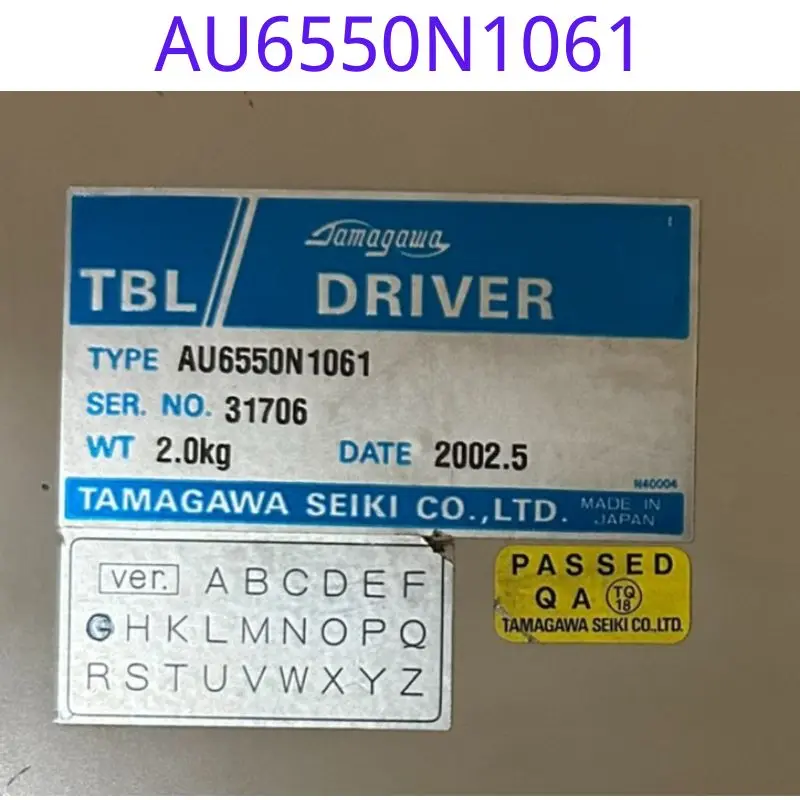 AU6550N1061
Tamagawa
TBL DRIVER
TYPE AU6550N1061
SER. NO. 31706
WT 2.0kg DATE 2002.5
N40004
TAMAGAWA SEIKI CO.,LTD. MADE IN JAPAN
ver. A B C D E F
G H K L M N O P Q
R S T U V W X Y Z
PASSED
QA TQ 18
TAMAGAWA SEIKI CO.,LTD.